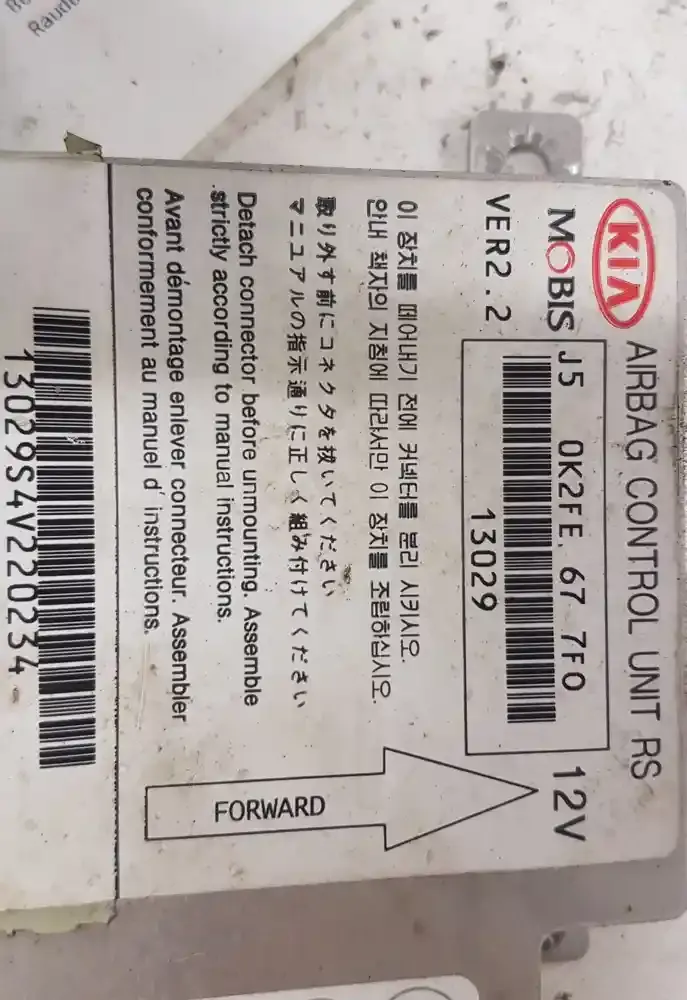 KIA AIRBAG CONTROL UNIT RS
MOBIS J5 0K2FE 67 7F0 12V
VER2.2 13029
이 장치를 떼어내기 전에 커넥터를 분리 시키시오.
안내 책자의 지침에 따라서만 이 장치를 조립하십시오.
取り外す前にコネクタを抜いてください
マニュアルの指示通りに正しく組み付けてください
Detach connector before unmounting. Assemble
.strictly according to manual instructions.
Avant démontage enlever connecteur. Assembler
conformement au manuel d' instructions.
FORWARD
13029S4V220234